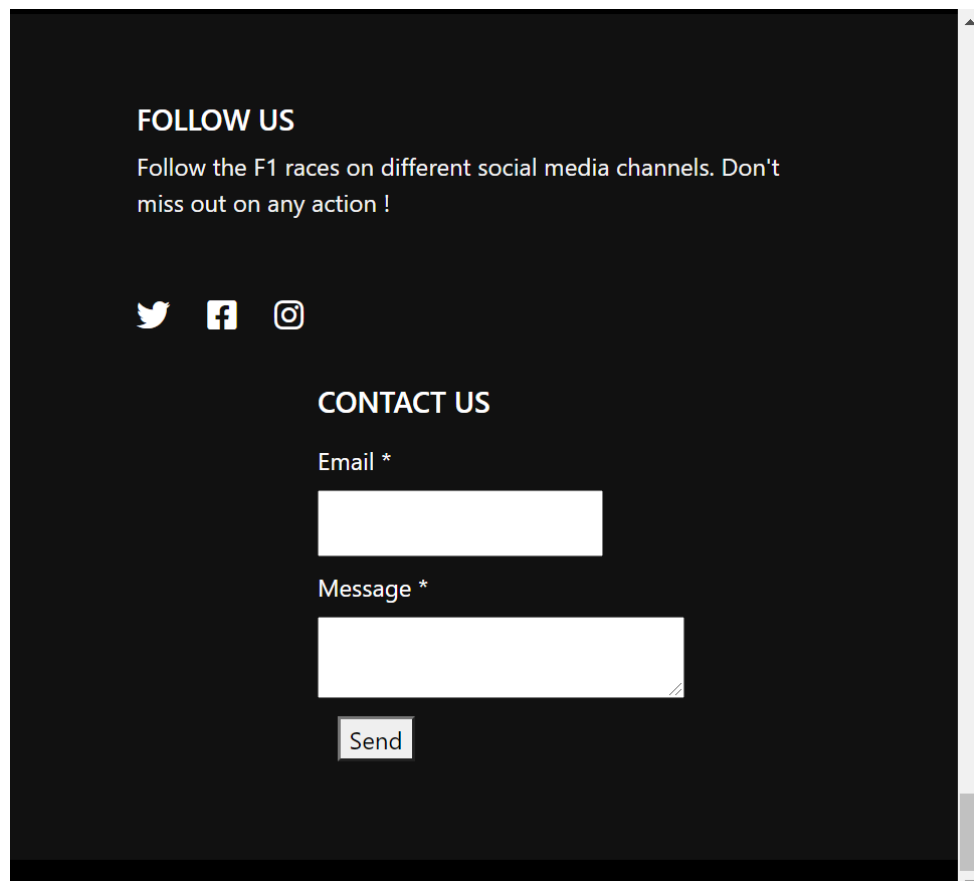 FOLLOW US
Follow the F1 races on different social media channels. Don't
miss out on any action !
CONTACT US
Email *
Message *
Send